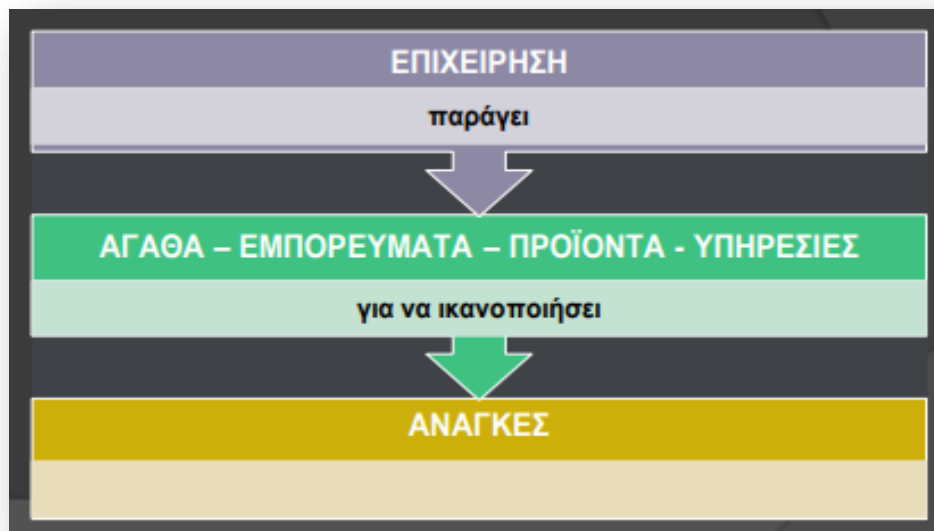 ΕΠΙΧΕΙΡΗΣΗ
παράγει
ΑΓΑΘΑ – ΕΜΠΟΡΕΥΜΑΤΑ – ΠΡΟΪΟΝΤΑ - ΥΠΗΡΕΣΙΕΣ
για να ικανοποιήσει
ΑΝΑΓΚΕΣ